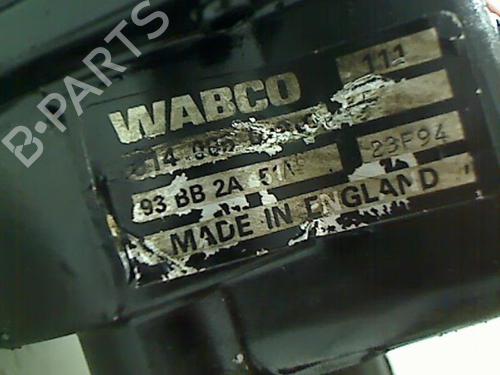 B-PARTS
111
WABCO
23F94
93 BB 2A
MADE IN ENGLAND